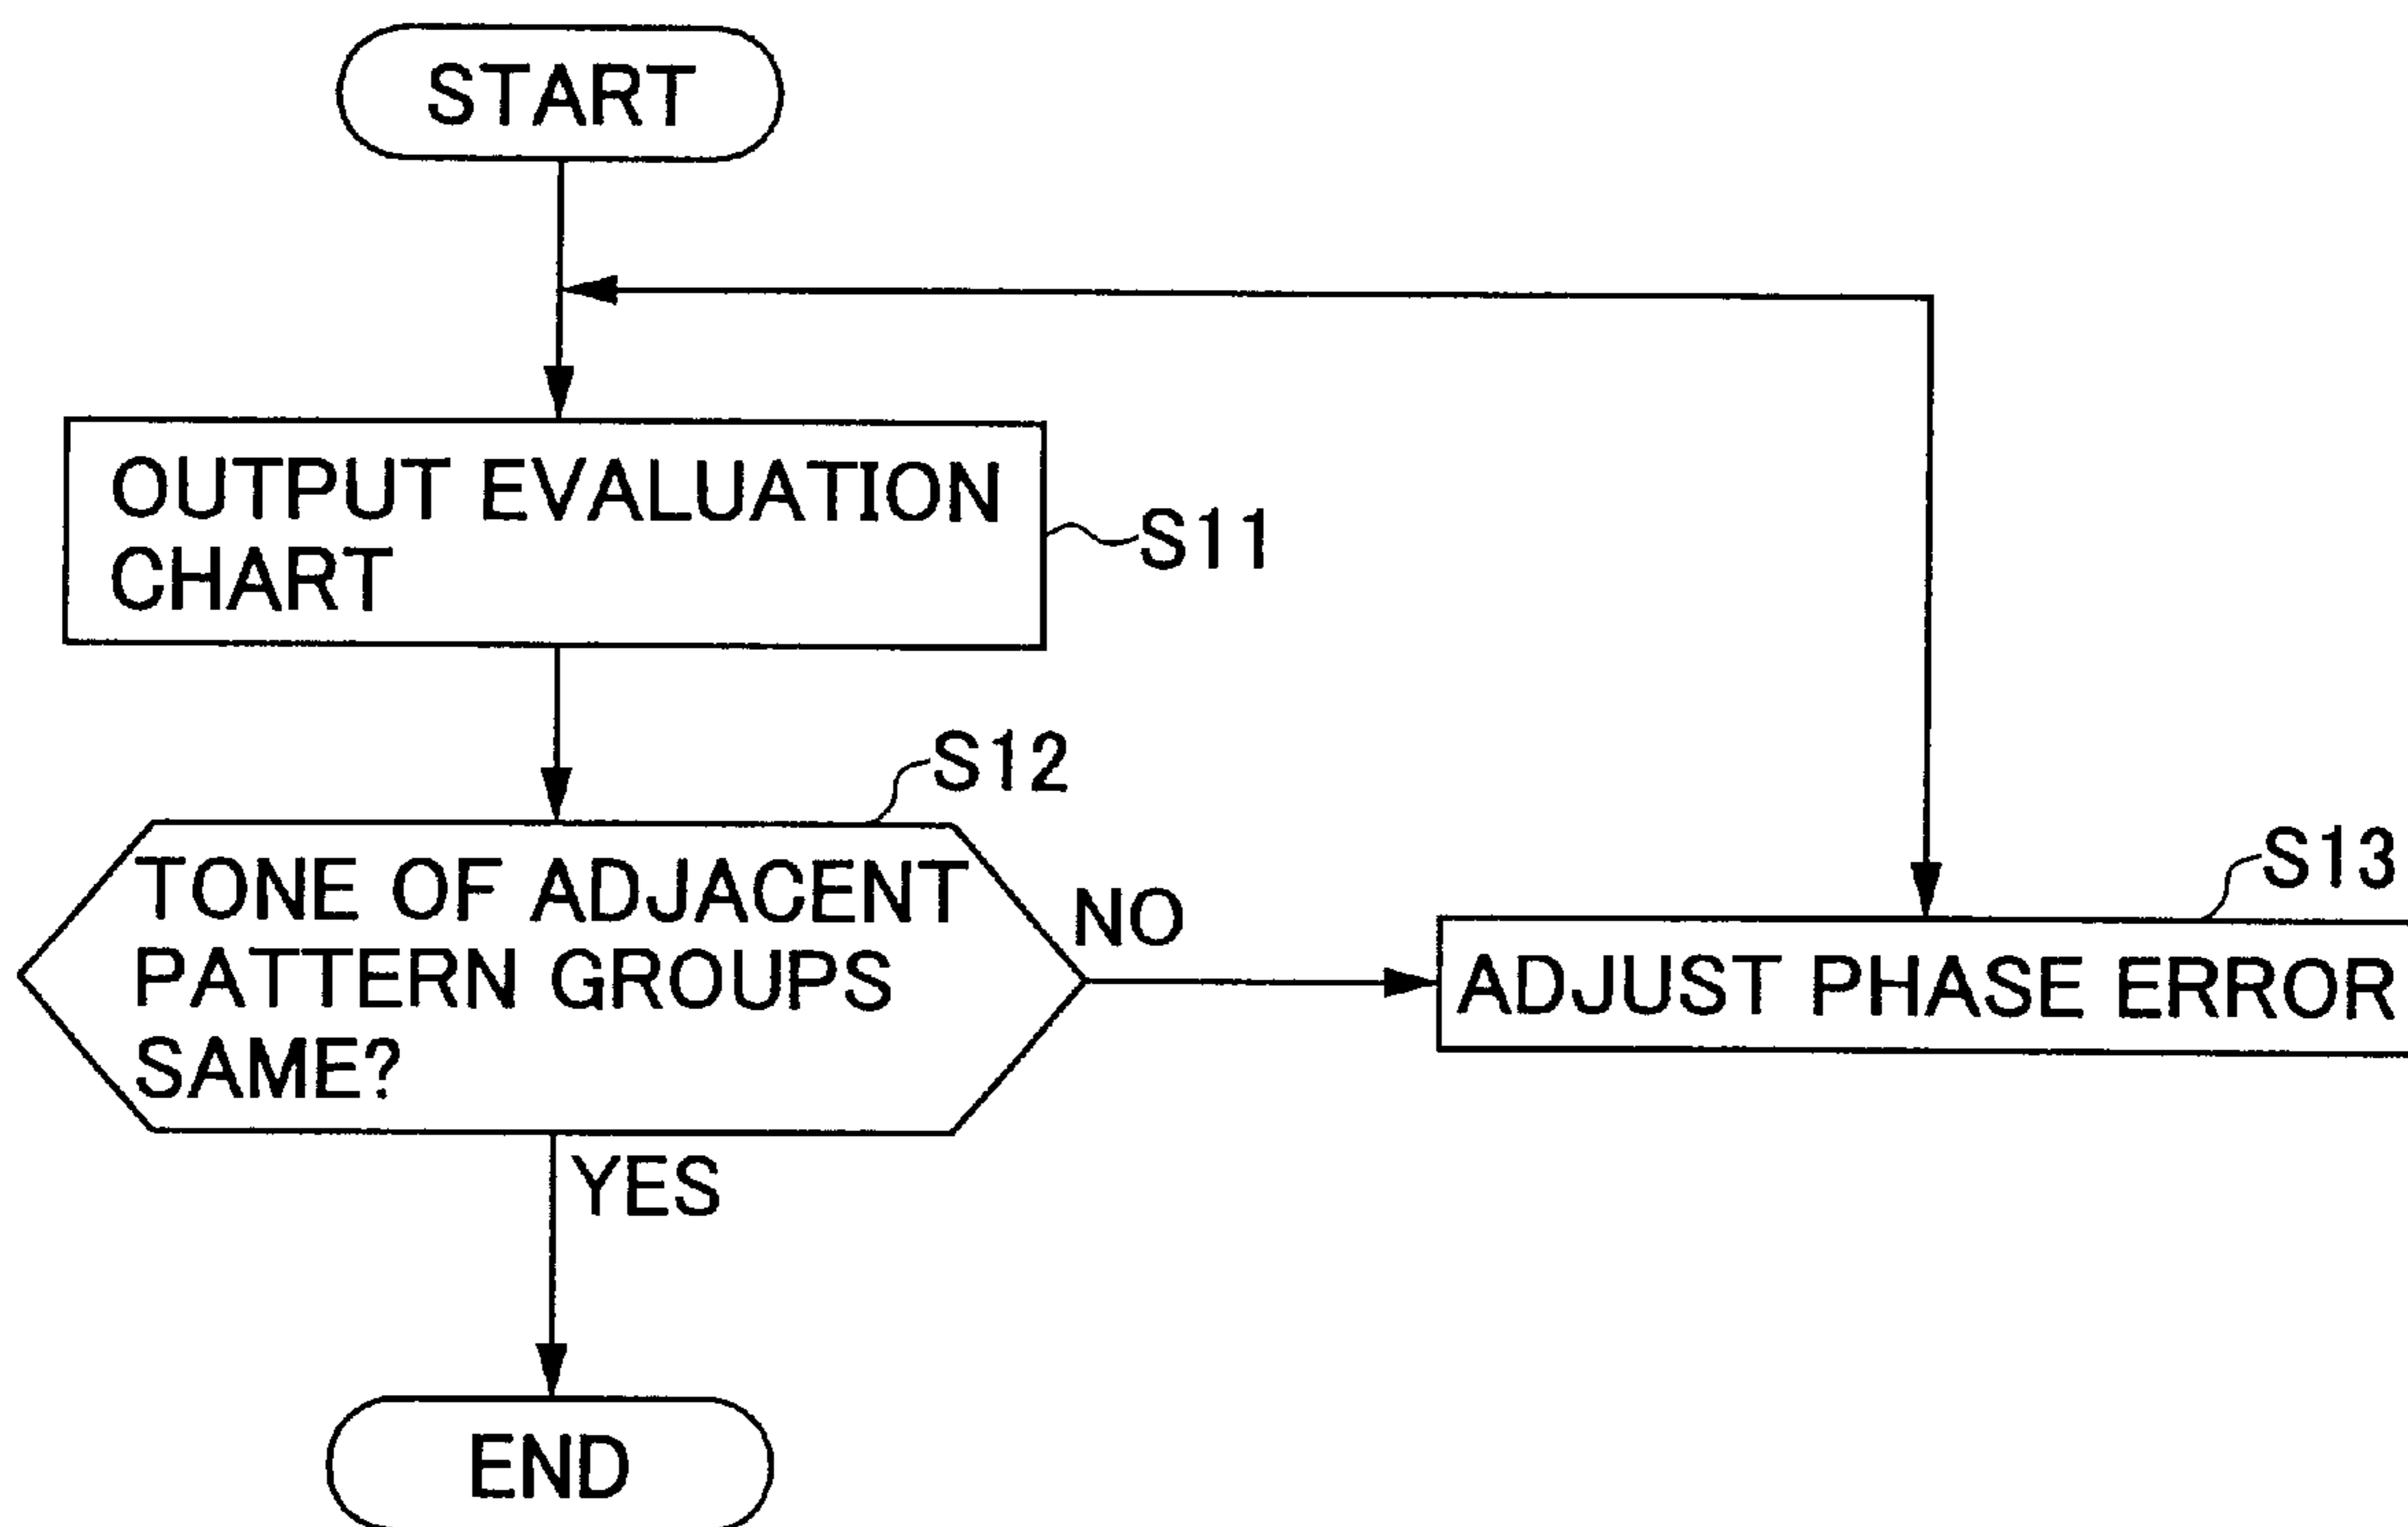 START
OUTPUT EVALUATION
CHART
S11
S12
TONE OF ADJACENT
PATTERN GROUPS
SAME?
NO
S13
ADJUST PHASE ERROR
YES
END